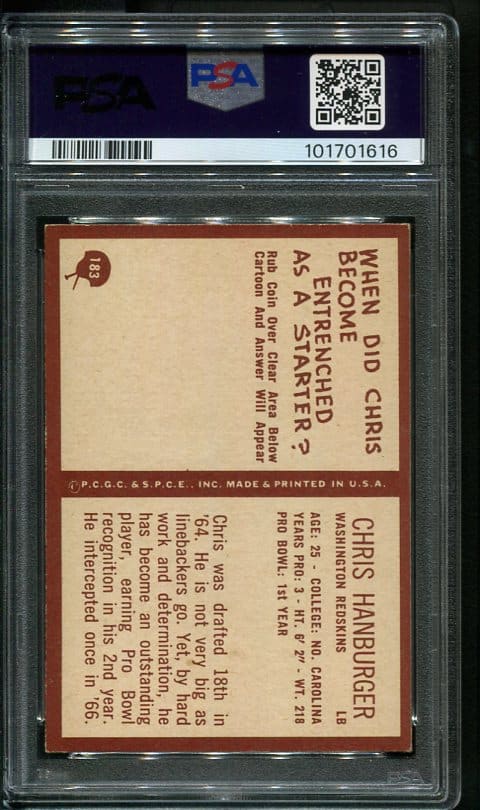 PSA
PSA
101701616
183
WHEN DID CHRIS
BECOME
ENTRENCHED
AS A STARTER?
Rub Coin Over Clear Area Below
Cartoon And Answer Will Appear
© P.C.G.C. & S.P.C.E., INC. MADE & PRINTED IN U.S.A.
CHRIS HANBURGER
LB
WASHINGTON REDSKINS
AGE: 25 - COLLEGE: NO. CAROLINA
YEARS PRO: 3 - HT. 6' 2" - WT. 218
PRO BOWL: 1st YEAR
Chris was drafted 18th in
'64. He is not very big as
linebackers go. Yet, by hard
work and determination, he
has become an outstanding
player, earning Pro Bowl
recognition in his 2nd year.
He intercepted once in '66.
PSA